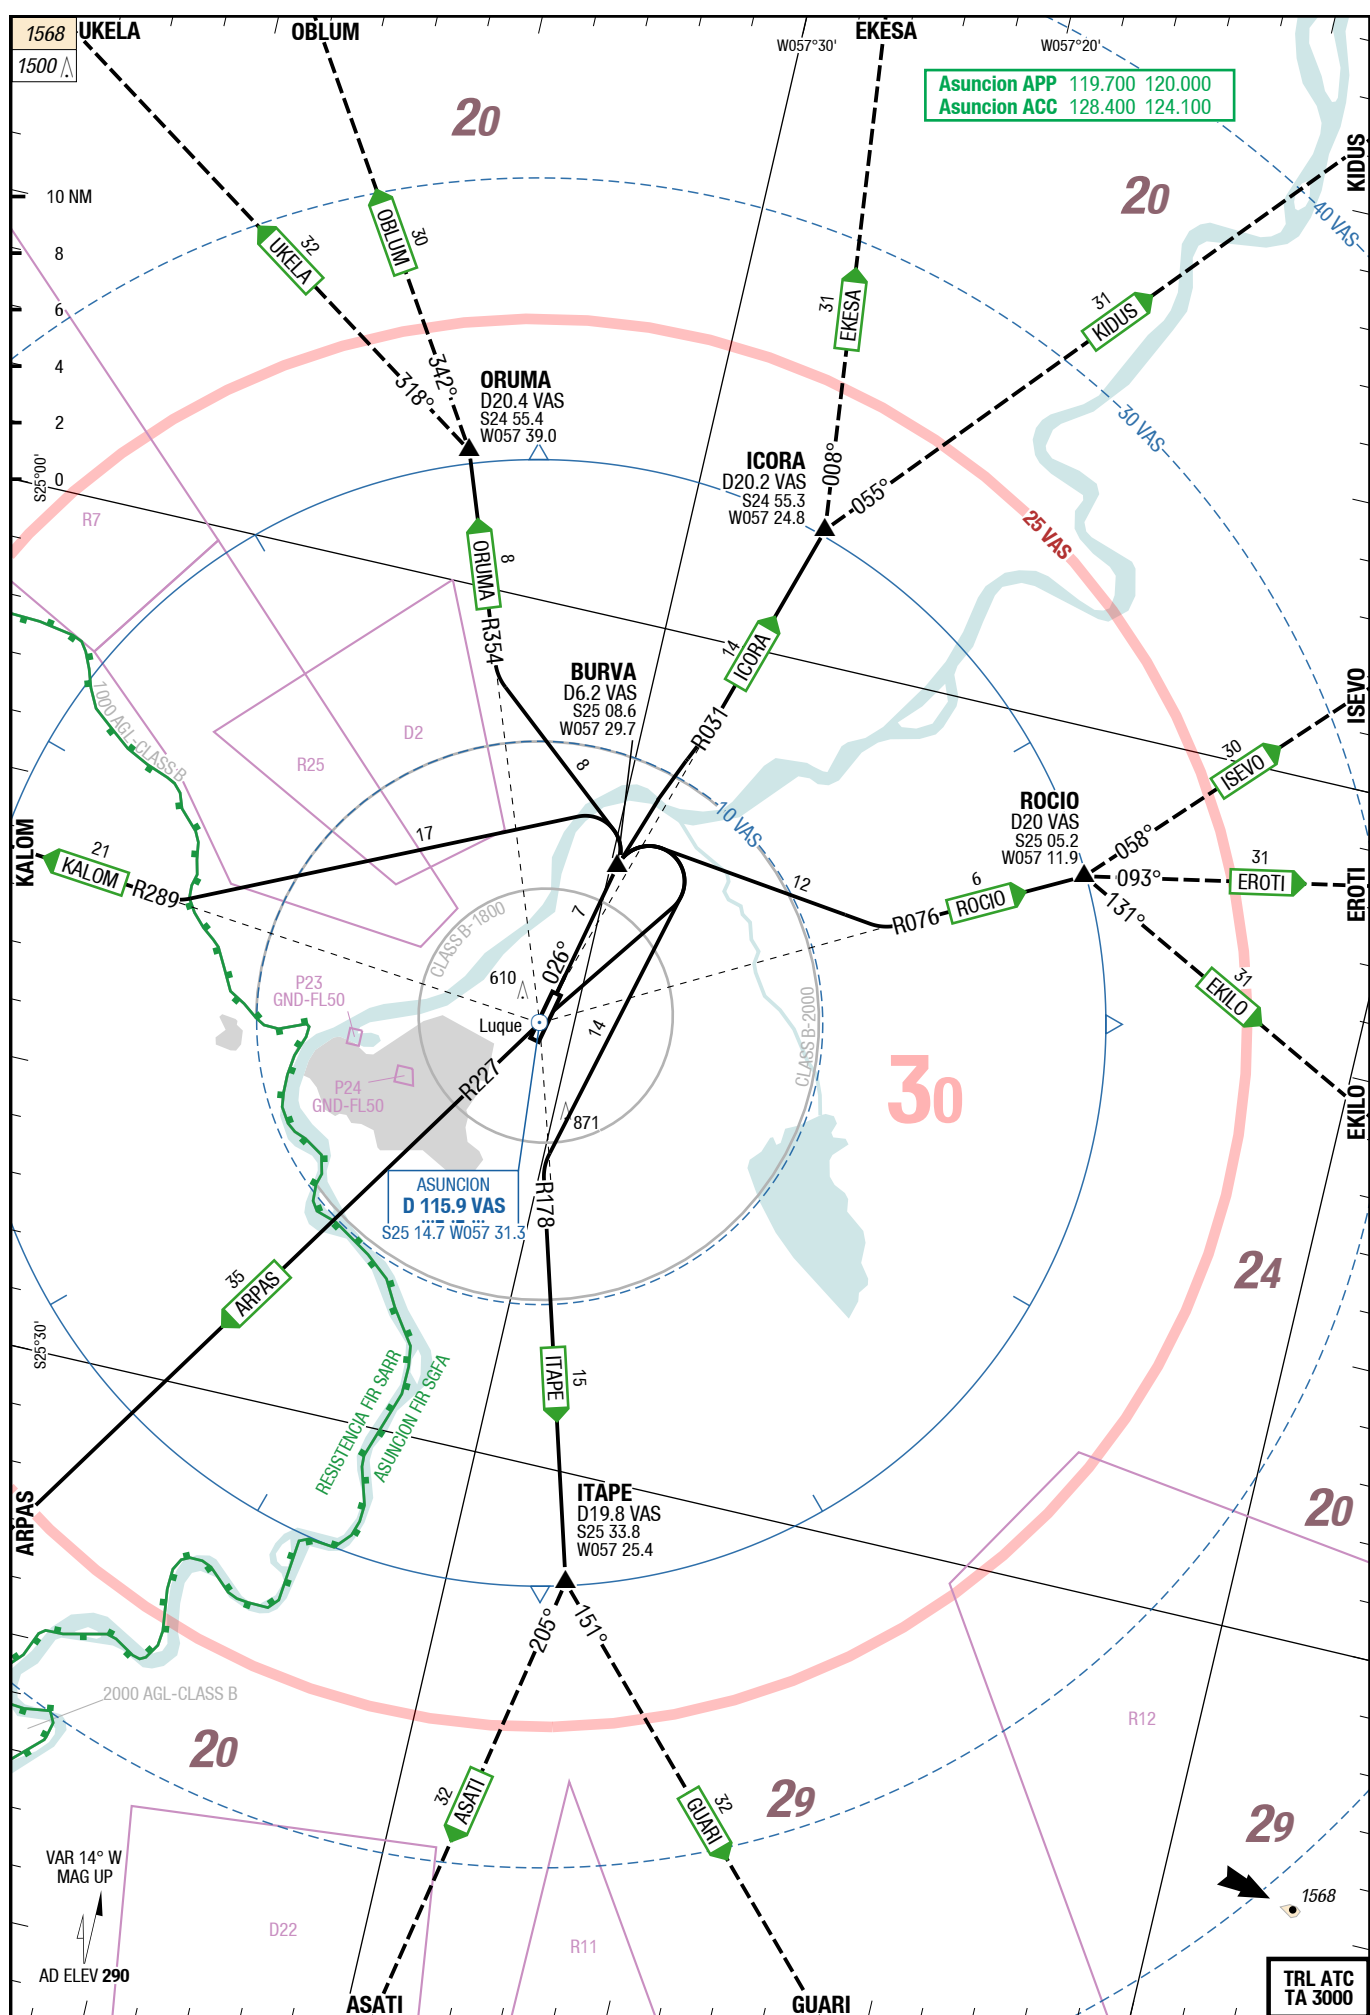 1568
1500
UKELA
OBLUM
EKESA
W057°30'
W057°20'
Asuncion APP 119.700 120.000
Asuncion ACC 128.400 124.100
20
20
KIDUS
40 VAS
10 NM
8
6
4
2
0
S25°00'
32
UKELA
30
OBLUM
31
EKESA
31
KIDUS
318°
342°
ORUMA
D20.4 VAS
S24 55.4
W057 39.0
30 VAS
ICORA
D20.2 VAS
S24 55.3
W057 24.8
008°
055°
25 VAS
R7
8
ORUMA
R354
14
ICORA
R031
BURVA
D6.2 VAS
S25 08.6
W057 29.7
1000 AGL-CLASS B
D2
R25
8
10 VAS
ISEVO
30
ISEVO
ROCIO
D20 VAS
S25 05.2
W057 11.9
058°
093°
131°
31
EROTI
EROTI
KALOM
21
KALOM
R289
17
12
R076
6
ROCIO
7
026°
CLASS B-1800
610
Luque
P23
GND-FL50
P24
GND-FL50
R227
14
871
CLASS B-2000
31
EKILO
EKILO
30
ASUNCION
D 115.9 VAS
S25 14.7 W057 31.3
R178
35
ARPAS
24
S25°30'
15
ITAPE
RESISTENCIA FIR SARR
ASUNCION FIR SGFA
ARPAS
ITAPE
D19.8 VAS
S25 33.8
W057 25.4
20
205°
151°
2000 AGL-CLASS B
R12
20
32
ASATI
32
GUARI
29
29
VAR 14° W
MAG UP
1568
D22
R11
AD ELEV 290
TRL ATC
TA 3000
ASATI
GUARI